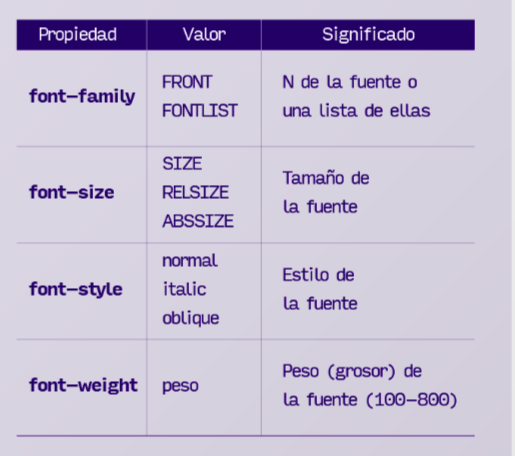 Propiedad Valor Significado
font-family
FRONT
FONTLIST
N de la fuente o
una lista de ellas
font-size
SIZE
RELSIZE
ABSSIZE
Tamaño de
la fuente
font-style
normal
italic
oblique
Estilo de
la fuente
font-weight
peso
Peso (grosor) de
la fuente (100-800)